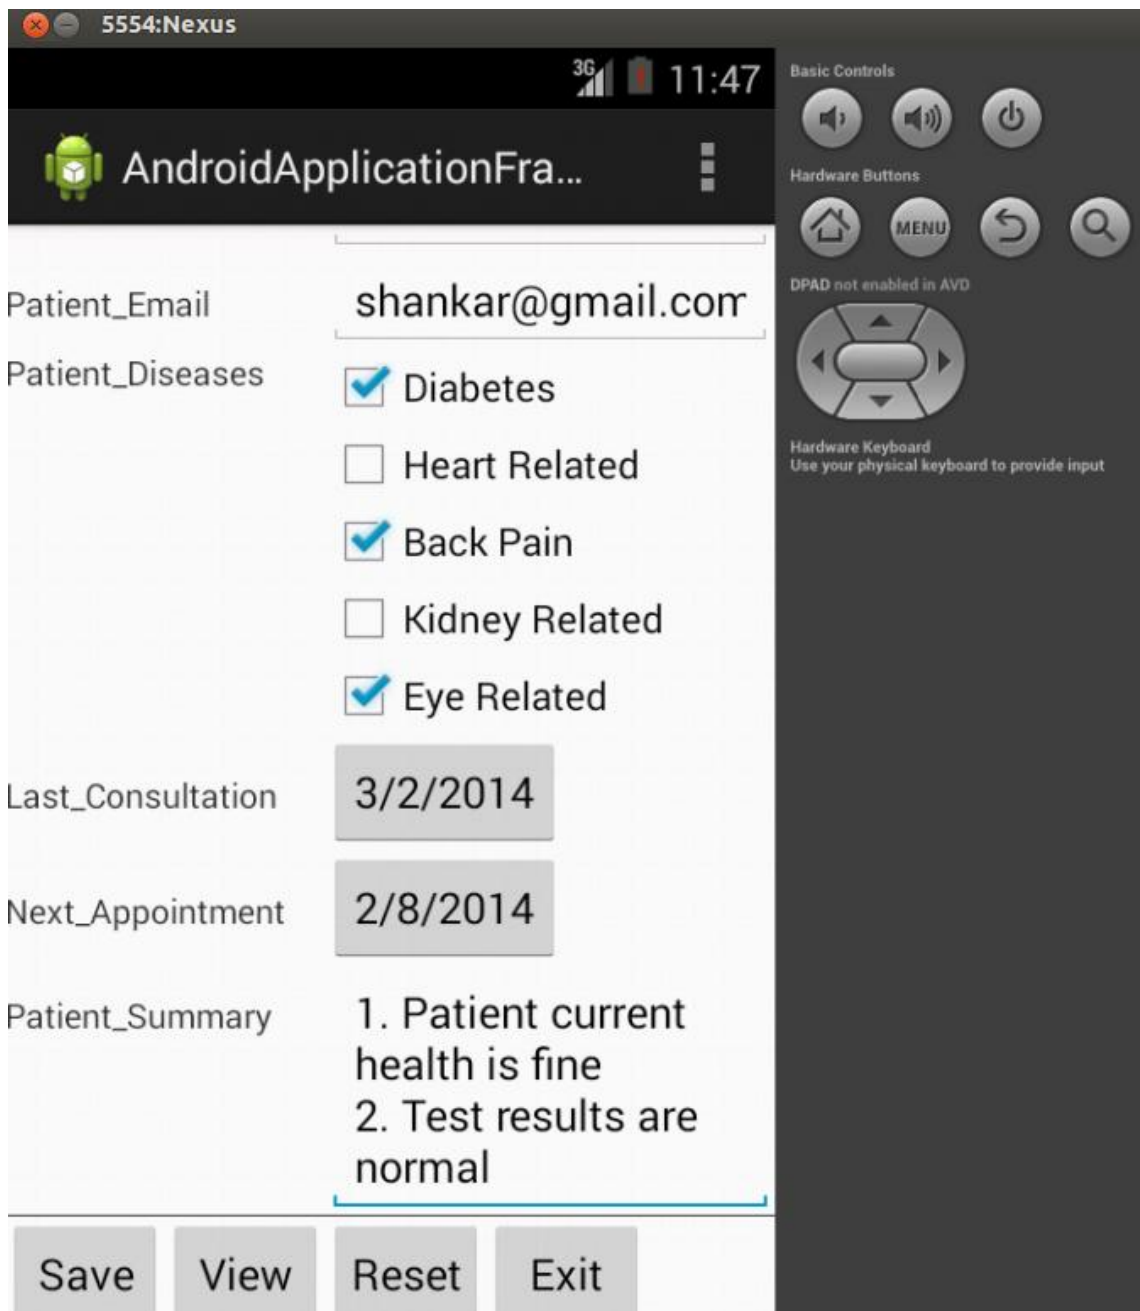 5554:Nexus
3G 11:47
AndroidApplicationFra...
Patient_Email shankar@gmail.com
Patient_Diseases
Diabetes
Heart Related
Back Pain
Kidney Related
Eye Related
Last_Consultation 3/2/2014
Next_Appointment 2/8/2014
Patient_Summary 1. Patient current
health is fine
2. Test results are
normal
Save View Reset Exit
Basic Controls
Hardware Buttons
MENU
DPAD not enabled in AVD
Hardware Keyboard
Use your physical keyboard to provide input